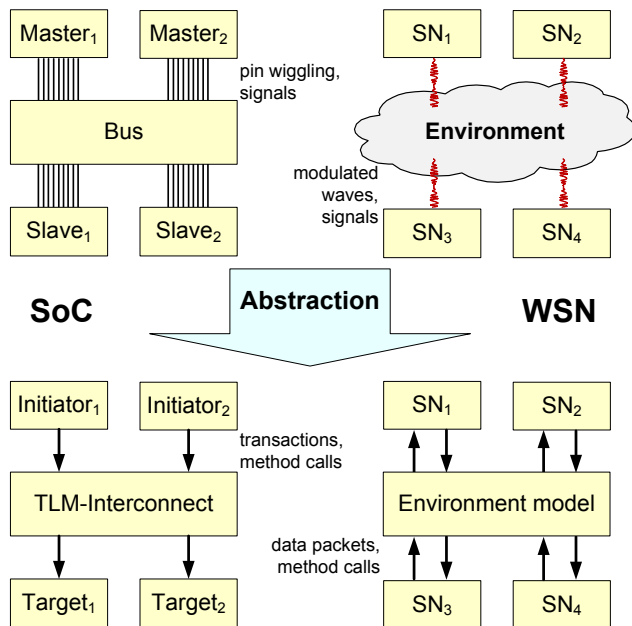 Master₁ Master₂
pin wiggling,
signals
Bus
Slave₁ Slave₂
SN₁ SN₂
Environment
modulated
waves,
signals
SN₃ SN₄
SoC
Abstraction
WSN
Initiator₁ Initiator₂
transactions,
method calls
TLM-Interconnect
Target₁ Target₂
SN₁ SN₂
Environment model
data packets,
method calls
SN₃ SN₄